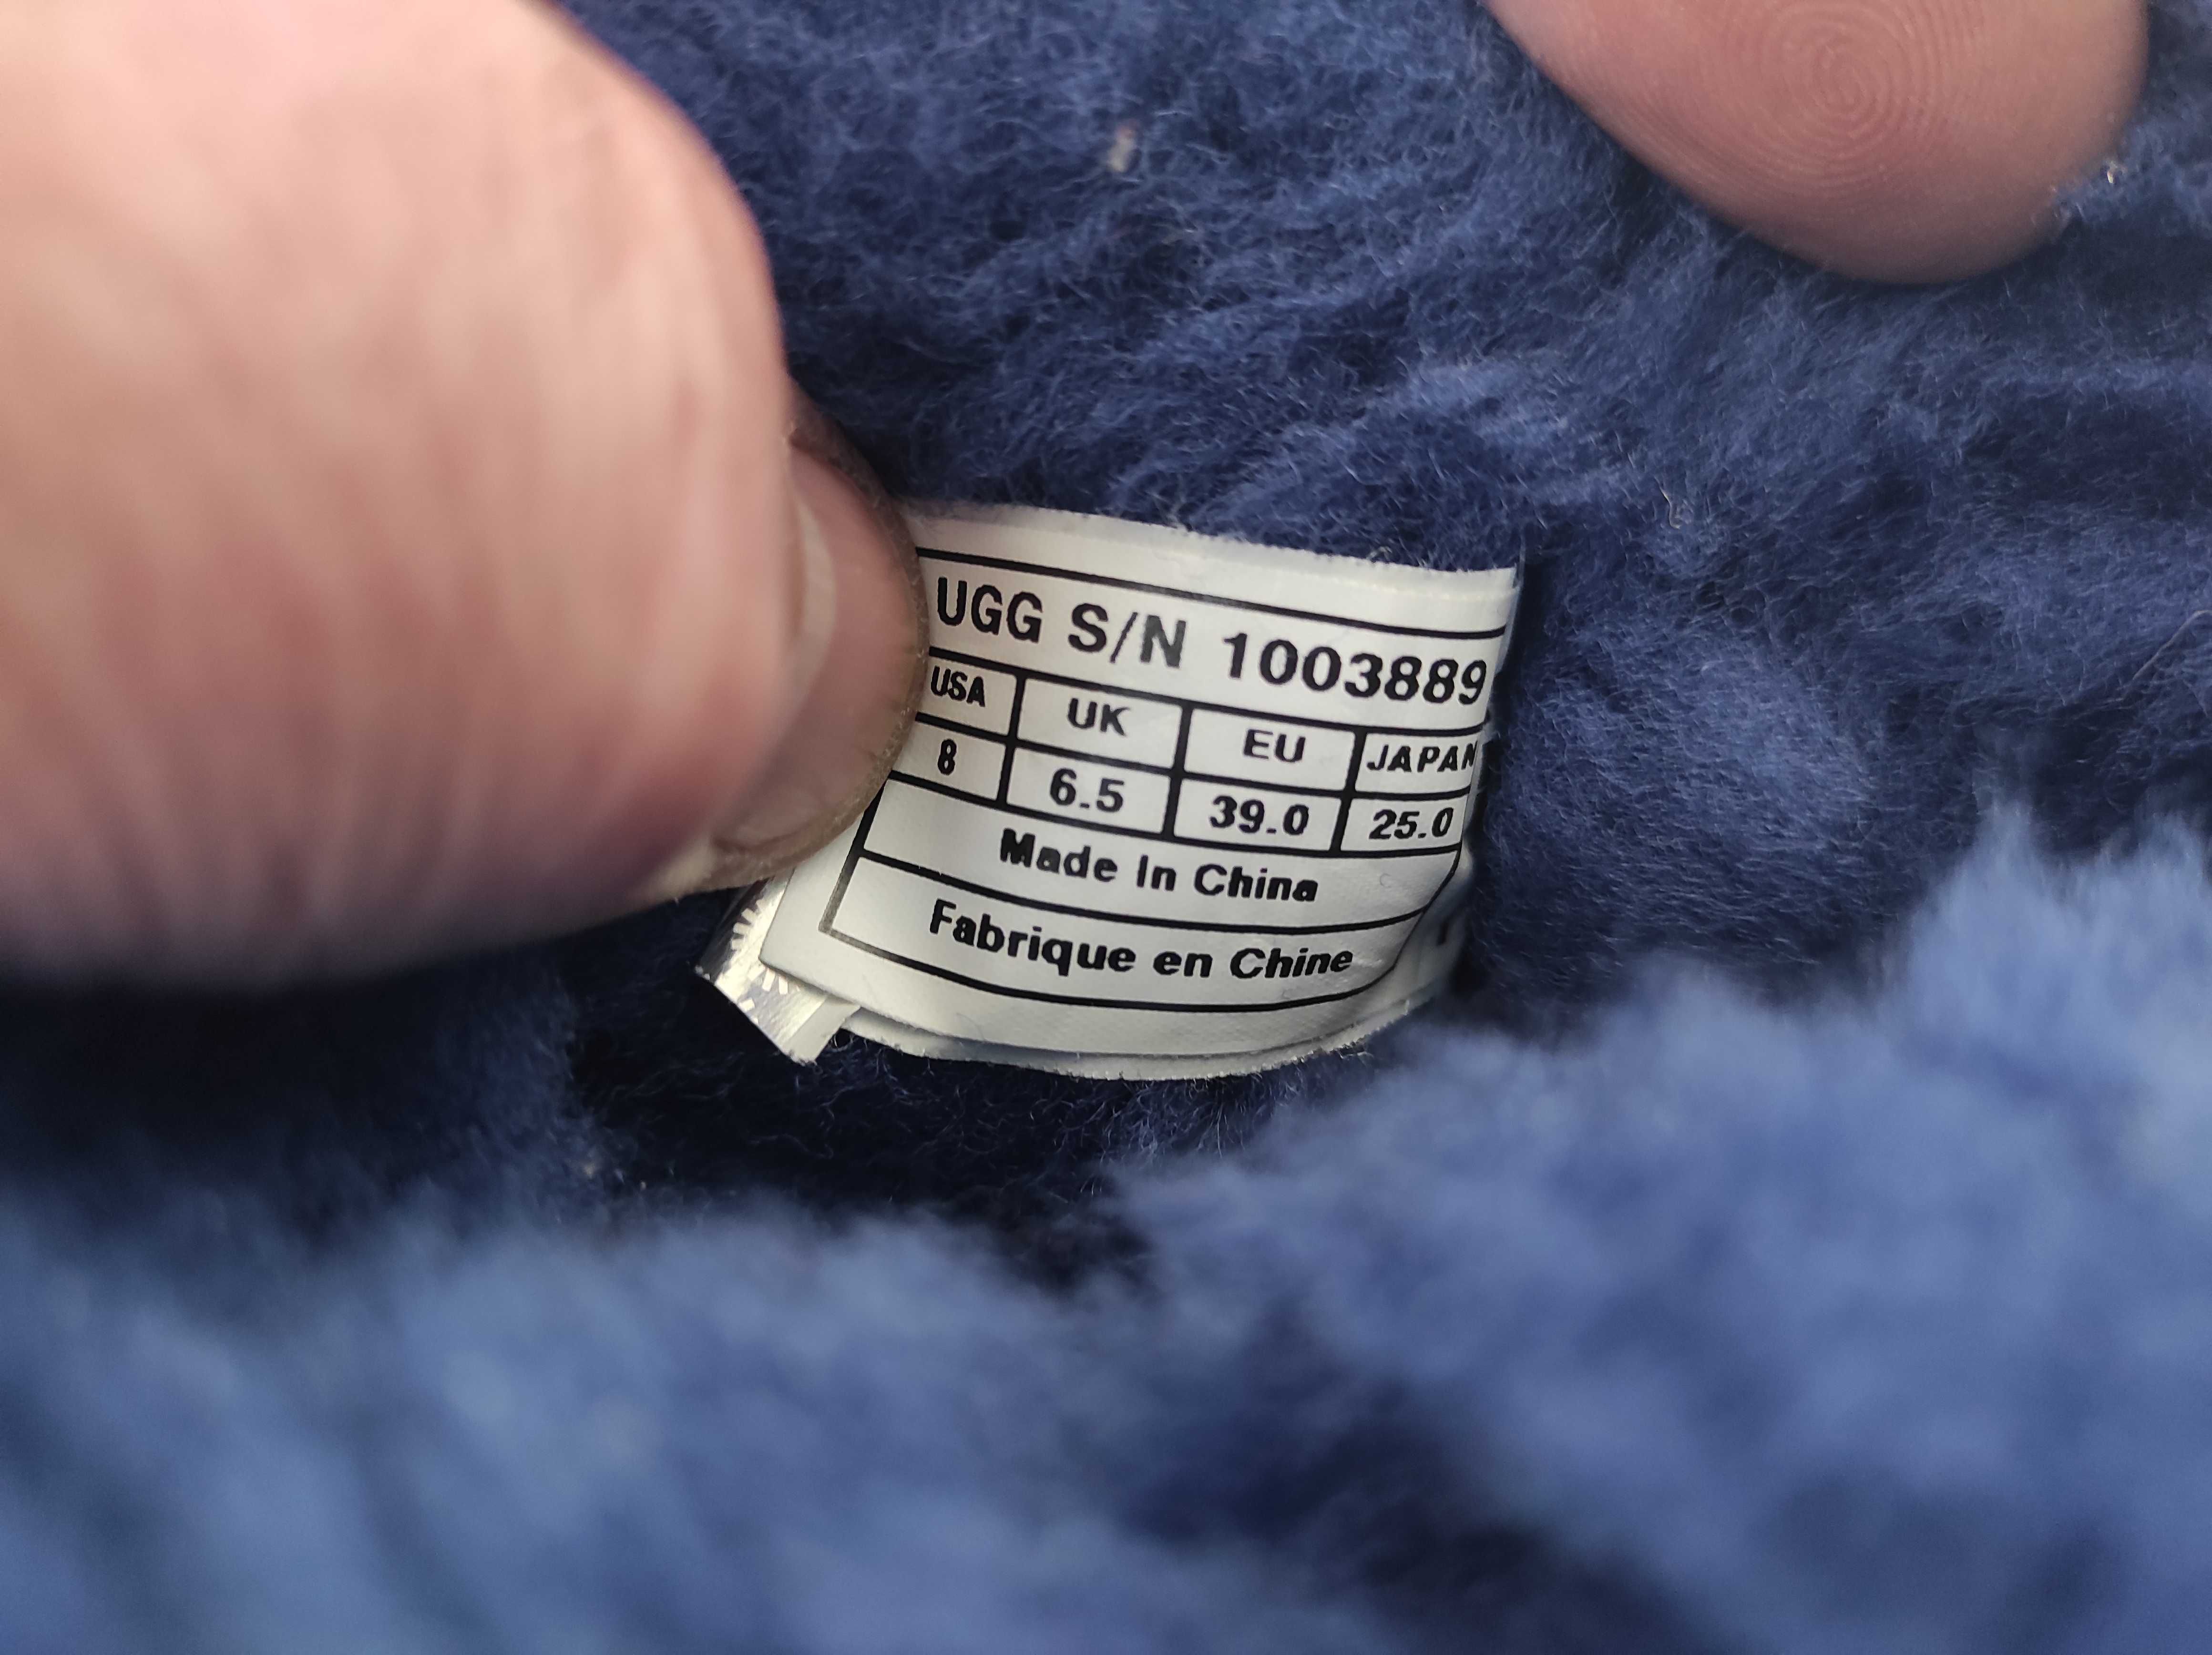 UGG S/N 1003889
USA UK EU JAPAN
8 6.5 39.0 25.0
Made In China
Fabrique en Chine